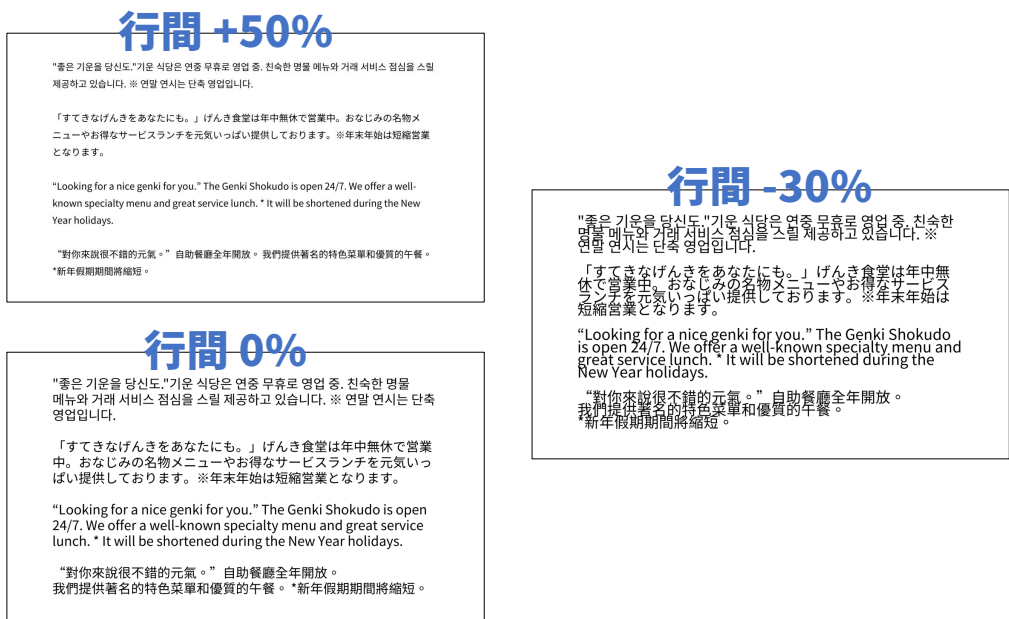 行間 +50%
"좋은 기운을 당신도."기운 식당은 연중 무휴로 영업 중. 친숙한 명물 메뉴와 거래 서비스 점심을 스릴
제공하고 있습니다. ※ 연말 연시는 단축 영업입니다.
「すてきなげんきをあなたにも。」げんき食堂は年中無休で営業中。おなじみの名物メ
ニューやお得なサービスランチを元気いっぱい提供しております。※年末年始は短縮営業
となります。
“Looking for a nice genki for you.” The Genki Shokudo is open 24/7. We offer a well-
known specialty menu and great service lunch. * It will be shortened during the New
Year holidays.
“對你來說很不錯的元氣。” 自助餐廳全年開放。 我們提供著名的特色菜單和優質的午餐。
*新年假期期間將縮短。
行間 0%
"좋은 기운을 당신도."기운 식당은 연중 무휴로 영업 중. 친숙한 명물
메뉴와 거래 서비스 점심을 스릴 제공하고 있습니다. ※ 연말 연시는 단축
영업입니다.
「すてきなげんきをあなたにも。」げんき食堂は年中無休で営業
中。おなじみの名物メニューやお得なサービスランチを元気いっ
ぱい提供しております。※年末年始は短縮営業となります。
“Looking for a nice genki for you.” The Genki Shokudo is open
24/7. We offer a well-known specialty menu and great service
lunch. * It will be shortened during the New Year holidays.
“對你來說很不錯的元氣。” 自助餐廳全年開放。
我們提供著名的特色菜單和優質的午餐。 *新年假期期間將縮短。
行間 -30%
"좋은 기운을 당신도."기운 식당은 연중 무휴로 영업 중. 친숙한
명물 메뉴와 거래 서비스 점심을 스릴 제공하고 있습니다. ※
연말 연시는 단축 영업입니다.
「すてきなげんきをあなたにも。」げんき食堂は年中無
休で営業中。おなじみの名物メニューやお得なサービス
ランチを元気いっぱい提供しております。※年末年始は
短縮営業となります。
“Looking for a nice genki for you.” The Genki Shokudo
is open 24/7. We offer a well-known specialty menu and
great service lunch. * It will be shortened during the
New Year holidays.
“對你來說很不錯的元氣。” 自助餐廳全年開放。
我們提供著名的特色菜單和優質的午餐。
*新年假期期間將縮短。